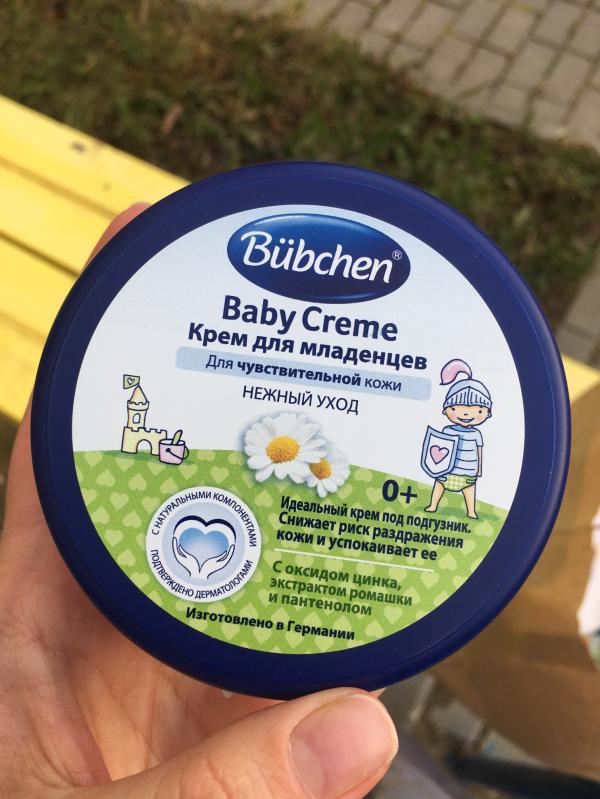 Bübchen®
Baby Creme
Крем для младенцев
Для чувствительной кожи
НЕЖНЫЙ УХОД
0+
Идеальный крем под подгузник.
Снижает риск раздражения
кожи и успокаивает ее
С НАТУРАЛЬНЫМИ КОМПОНЕНТАМИ
ПОДТВЕРЖДЕНО ДЕРМАТОЛОГАМИ
С оксидом цинка,
экстрактом ромашки
и пантенолом
Изготовлено в Германии